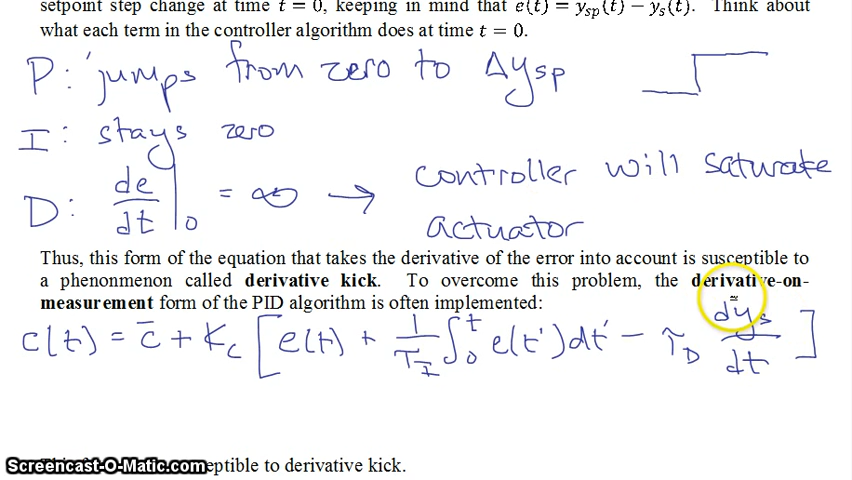 setpoint step change at time t = 0, keeping in mind that e(t) = y_sp(t) − y_s(t). Think about
what each term in the controller algorithm does at time t = 0.
P: jumps from zero to Δy_sp
I: stays zero
D: de/dt|_0 = ∞ → controller will saturate
actuator
Thus, this form of the equation that takes the derivative of the error into account is susceptible to
a phenonmenon called derivative kick. To overcome this problem, the derivative-on-
measurement form of the PID algorithm is often implemented:
c(t) = c̄ + K_c [ e(t) + 1/τ_I ∫_0^t e(t')dt' − τ_D dy_s/dt ]
Screencast-O-Matic.com eptible to derivative kick.